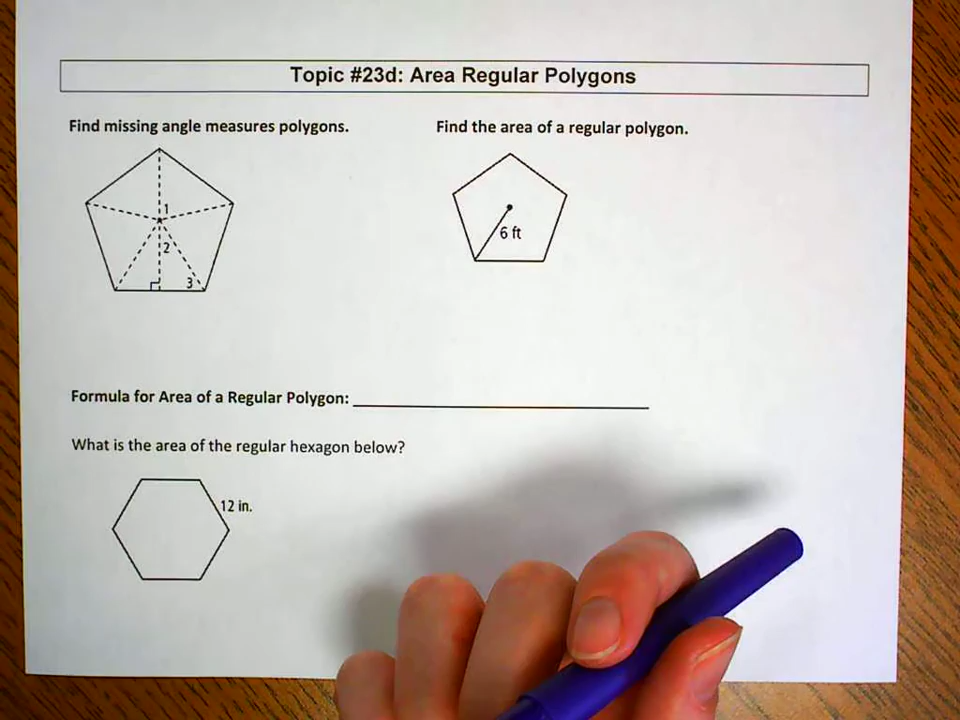 Topic #23d: Area Regular Polygons
Find missing angle measures polygons.
Find the area of a regular polygon.
1
2
3
6 ft
Formula for Area of a Regular Polygon:
What is the area of the regular hexagon below?
12 in.